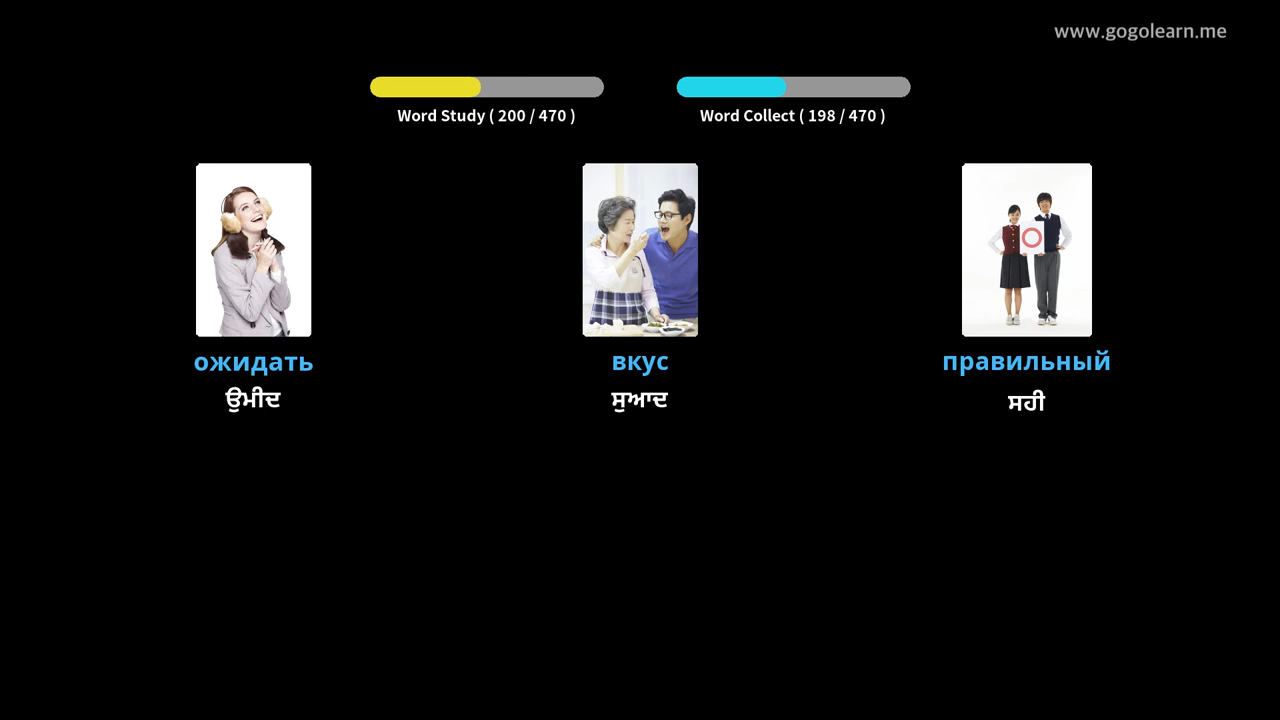 www.gogolearn.me
Word Study ( 200 / 470 )
Word Collect ( 198 / 470 )
ожидать
ਉਮੀਦ
вкус
ਸੁਆਦ
правильный
ਸਹੀ